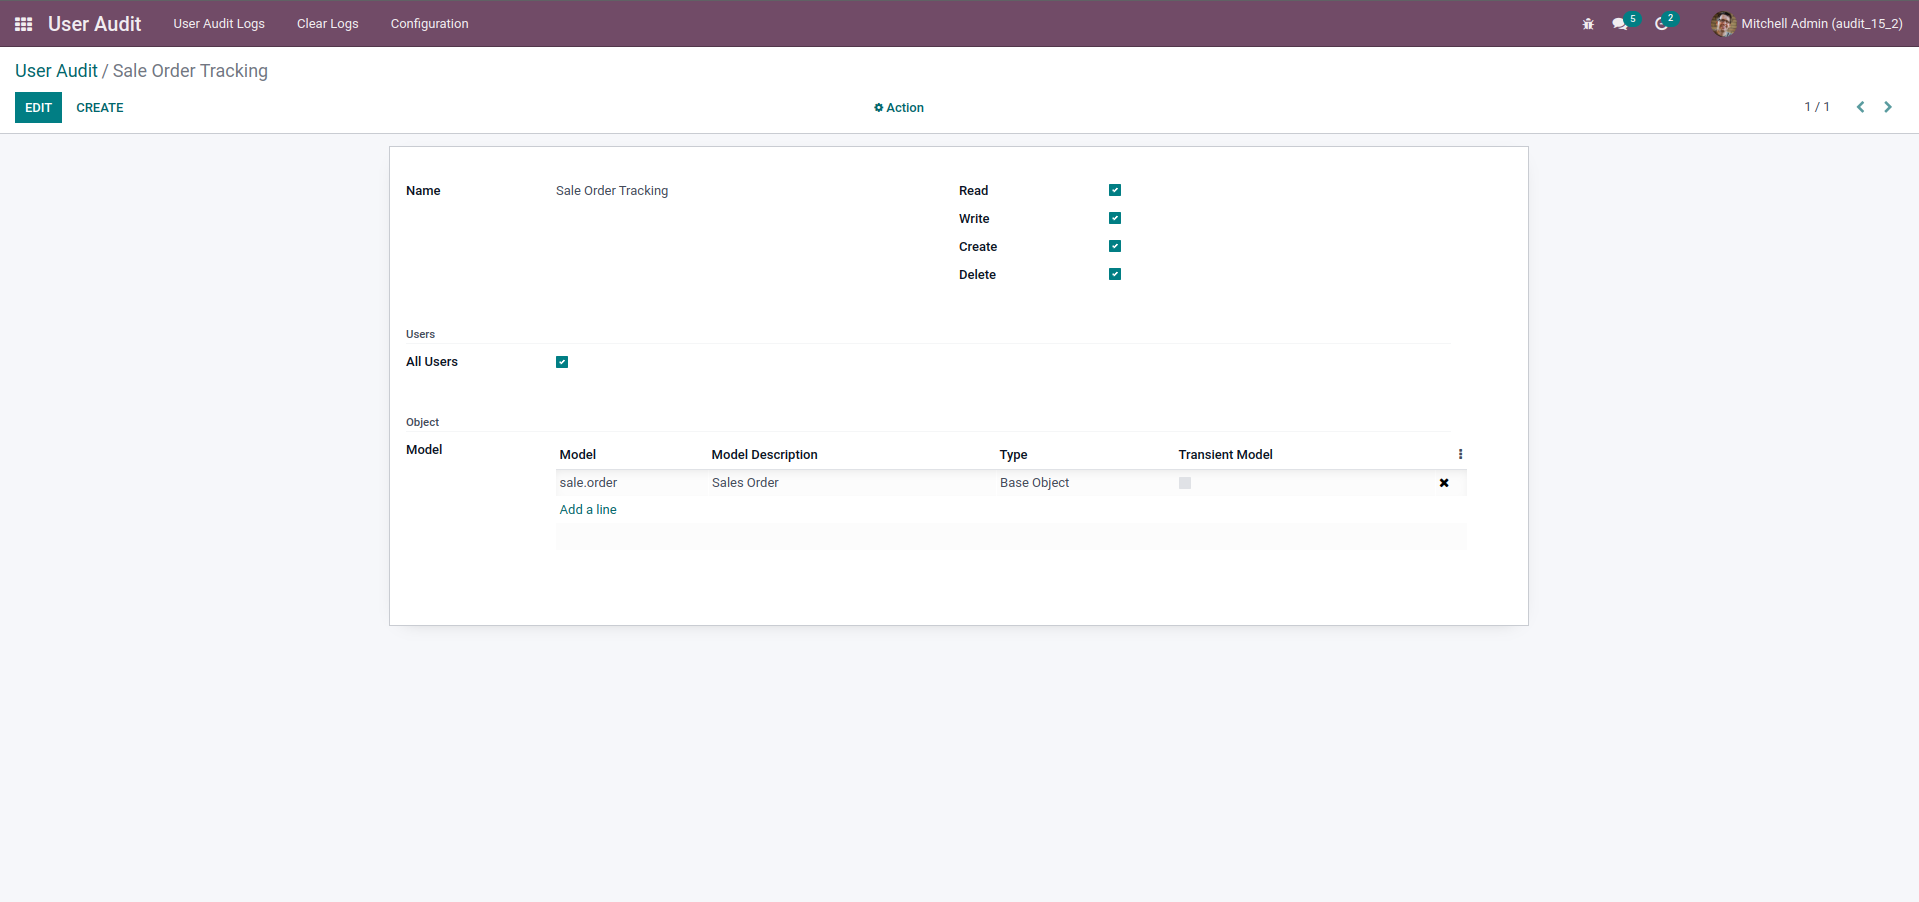 User Audit User Audit Logs Clear Logs Configuration 5 2 Mitchell Admin (audit_15_2)
User Audit / Sale Order Tracking
EDIT CREATE Action 1 / 1
Name Sale Order Tracking Read
Write
Create
Delete
Users
All Users
Object
Model Model Model Description Type Transient Model
sale.order Sales Order Base Object
Add a line